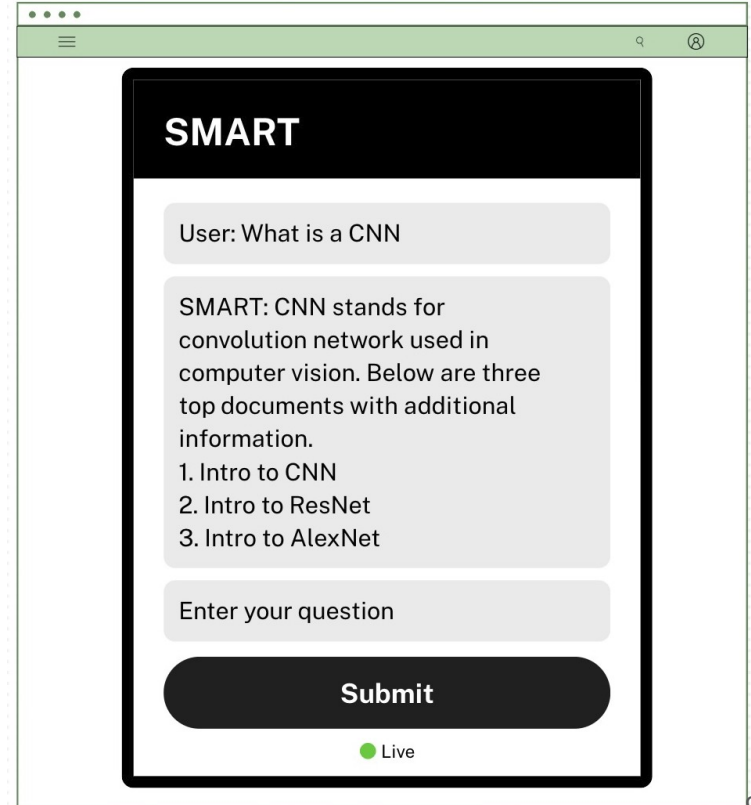 SMART
User: What is a CNN
SMART: CNN stands for
convolution network used in
computer vision. Below are three
top documents with additional
information.
1. Intro to CNN
2. Intro to ResNet
3. Intro to AlexNet
Enter your question
Submit
Live